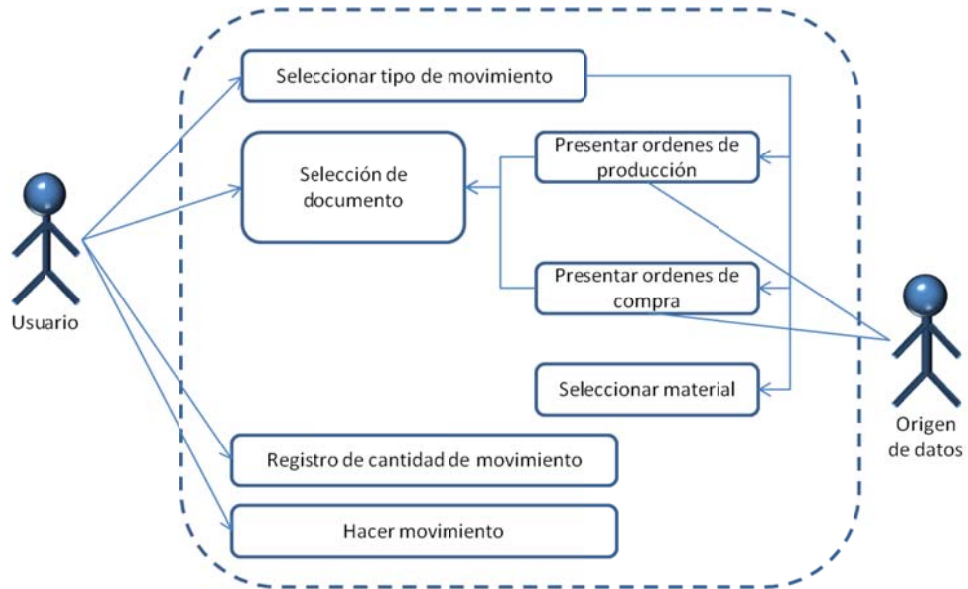 Seleccionar tipo de movimiento
Presentar ordenes de
producción
Selección de
documento
Presentar ordenes de
compra
Usuario
Seleccionar material
Origen
de datos
Registro de cantidad de movimiento
Hacer movimiento